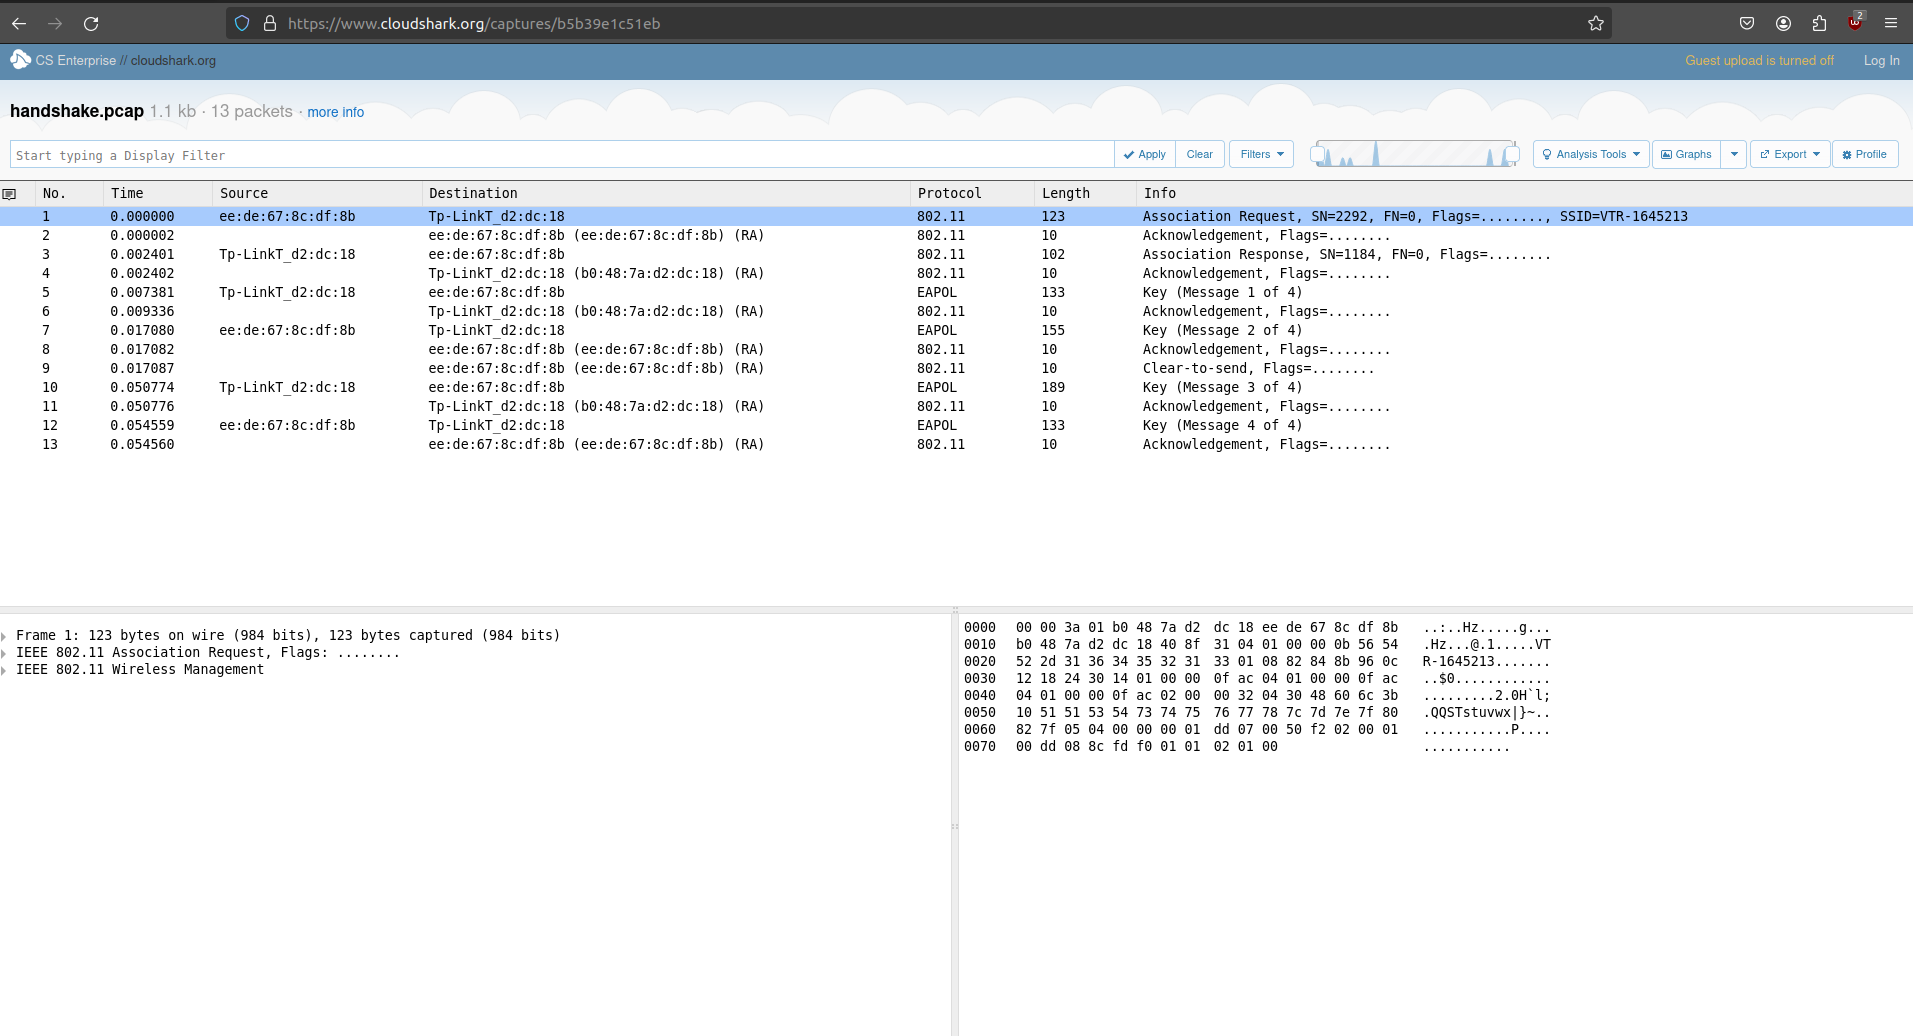 https://www.cloudshark.org/captures/b5b39e1c51eb
2
CS Enterprise // cloudshark.org
Guest upload is turned off
Log In
handshake.pcap 1.1 kb · 13 packets · more info
Start typing a Display Filter
Apply
Clear
Filters
Analysis Tools
Graphs
Export
Profile
No. Time Source Destination Protocol Length Info
1 0.000000 ee:de:67:8c:df:8b Tp-LinkT_d2:dc:18 802.11 123 Association Request, SN=2292, FN=0, Flags=........, SSID=VTR-1645213
2 0.000002 ee:de:67:8c:df:8b (ee:de:67:8c:df:8b) (RA) 802.11 10 Acknowledgement, Flags=........
3 0.002401 Tp-LinkT_d2:dc:18 ee:de:67:8c:df:8b 802.11 102 Association Response, SN=1184, FN=0, Flags=........
4 0.002402 Tp-LinkT_d2:dc:18 (b0:48:7a:d2:dc:18) (RA) 802.11 10 Acknowledgement, Flags=........
5 0.007381 Tp-LinkT_d2:dc:18 ee:de:67:8c:df:8b EAPOL 133 Key (Message 1 of 4)
6 0.009336 Tp-LinkT_d2:dc:18 (b0:48:7a:d2:dc:18) (RA) 802.11 10 Acknowledgement, Flags=........
7 0.017080 ee:de:67:8c:df:8b Tp-LinkT_d2:dc:18 EAPOL 155 Key (Message 2 of 4)
8 0.017082 ee:de:67:8c:df:8b (ee:de:67:8c:df:8b) (RA) 802.11 10 Acknowledgement, Flags=........
9 0.017087 ee:de:67:8c:df:8b (ee:de:67:8c:df:8b) (RA) 802.11 10 Clear-to-send, Flags=........
10 0.050774 Tp-LinkT_d2:dc:18 ee:de:67:8c:df:8b EAPOL 189 Key (Message 3 of 4)
11 0.050776 Tp-LinkT_d2:dc:18 (b0:48:7a:d2:dc:18) (RA) 802.11 10 Acknowledgement, Flags=........
12 0.054559 ee:de:67:8c:df:8b Tp-LinkT_d2:dc:18 EAPOL 133 Key (Message 4 of 4)
13 0.054560 ee:de:67:8c:df:8b (ee:de:67:8c:df:8b) (RA) 802.11 10 Acknowledgement, Flags=........
Frame 1: 123 bytes on wire (984 bits), 123 bytes captured (984 bits)
IEEE 802.11 Association Request, Flags: ........
IEEE 802.11 Wireless Management
0000 00 00 3a 01 b0 48 7a d2 dc 18 ee de 67 8c df 8b ..:..Hz.....g...
0010 b0 48 7a d2 dc 18 40 8f 31 04 01 00 00 0b 56 54 .Hz...@.1.....VT
0020 52 2d 31 36 34 35 32 31 33 01 08 82 84 8b 96 0c R-1645213.......
0030 12 18 24 30 14 01 00 00 0f ac 04 01 00 00 0f ac ..$0............
0040 04 01 00 00 0f ac 02 00 00 32 04 30 48 60 6c 3b .........2.0H`l;
0050 10 51 51 53 54 73 74 75 76 77 78 7c 7d 7e 7f 80 .QQSTstuvwx|}~..
0060 82 7f 05 04 00 00 00 01 dd 07 00 50 f2 02 00 01 ...........P....
0070 00 dd 08 8c fd f0 01 01 02 01 00 ...........